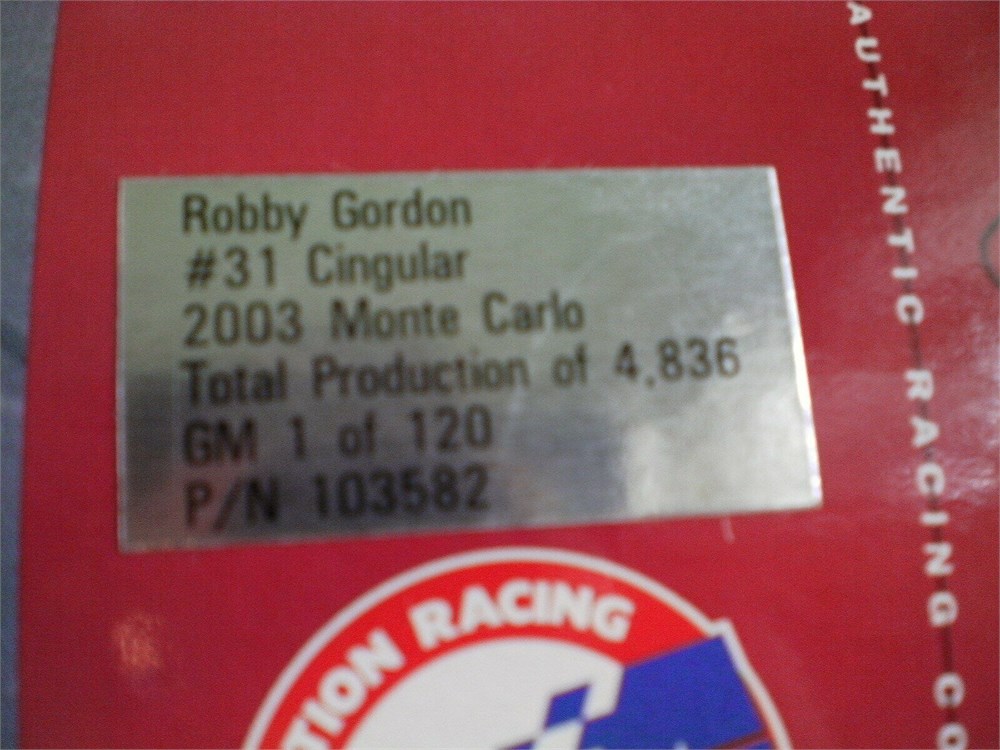 Robby Gordon
#31 Cingular
2003 Monte Carlo
Total Production of 4,836
GM 1 of 120
P/N 103582
TION RACING
AUTHENTIC RACING CO